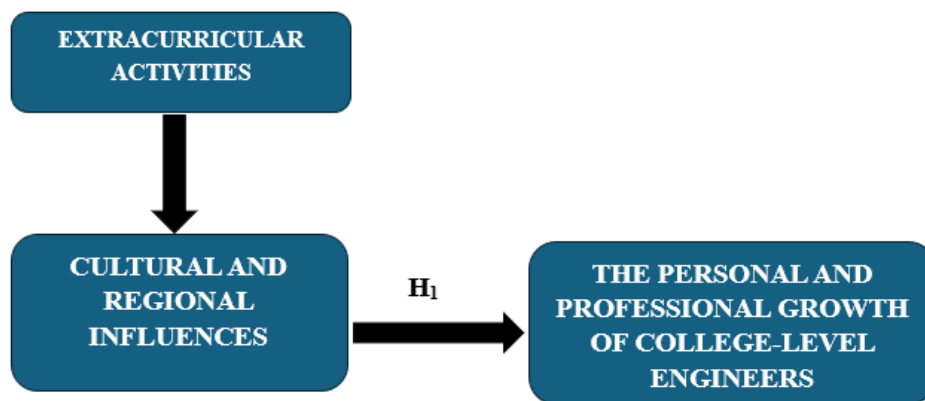 EXTRACURRICULAR
ACTIVITIES
CULTURAL AND
REGIONAL
INFLUENCES
H₁
THE PERSONAL AND
PROFESSIONAL GROWTH
OF COLLEGE-LEVEL
ENGINEERS